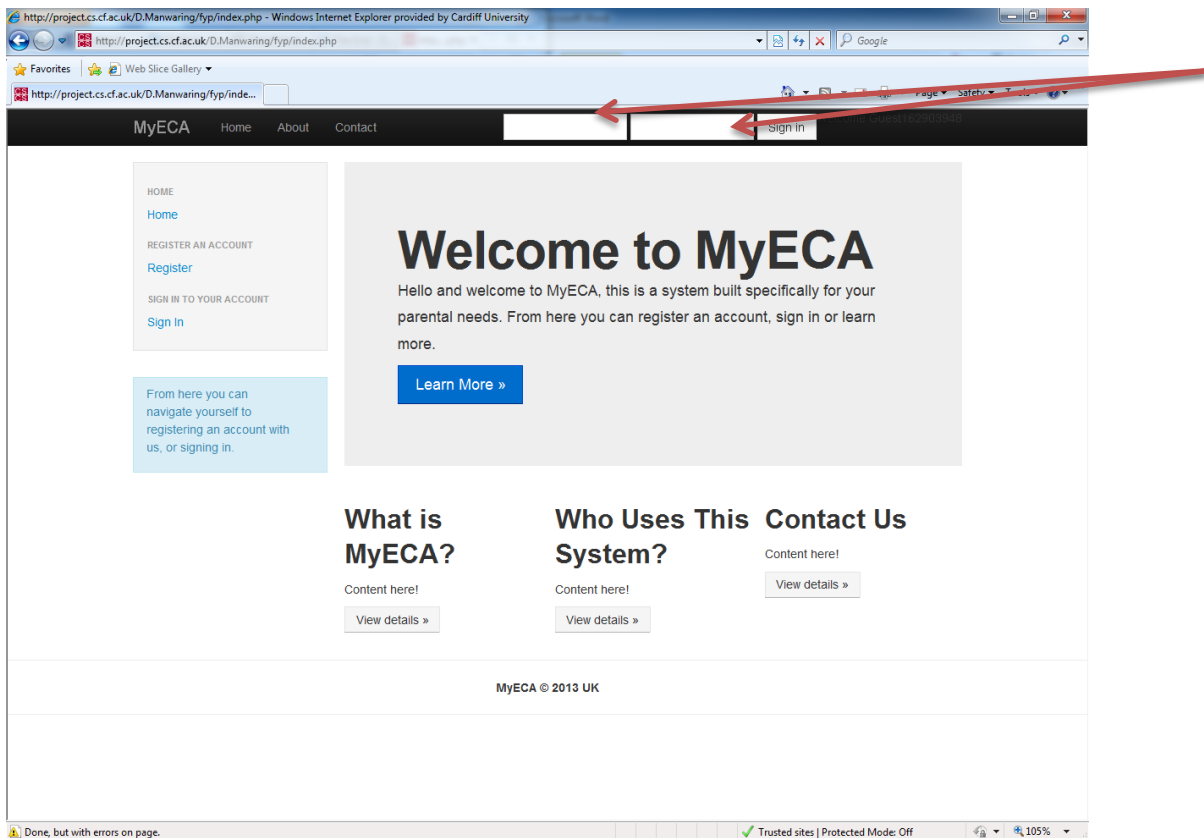 http://project.cs.cf.ac.uk/D.Manwaring/fyp/index.php - Windows Internet Explorer provided by Cardiff University
http://project.cs.cf.ac.uk/D.Manwaring/fyp/index.php
Google
Favorites Web Slice Gallery
http://project.cs.cf.ac.uk/D.Manwaring/fyp/inde...
Page Safety Tools
MyECA Home About Contact Sign in Guest162903948
HOME
Home
REGISTER AN ACCOUNT
Register
SIGN IN TO YOUR ACCOUNT
Sign In
From here you can
navigate yourself to
registering an account with
us, or signing in.
Welcome to MyECA
Hello and welcome to MyECA, this is a system built specifically for your
parental needs. From here you can register an account, sign in or learn
more.
Learn More »
What is
MyECA?
Content here!
View details »
Who Uses This
System?
Content here!
View details »
Contact Us
Content here!
View details »
MyECA © 2013 UK
Done, but with errors on page.
Trusted sites | Protected Mode: Off
105%